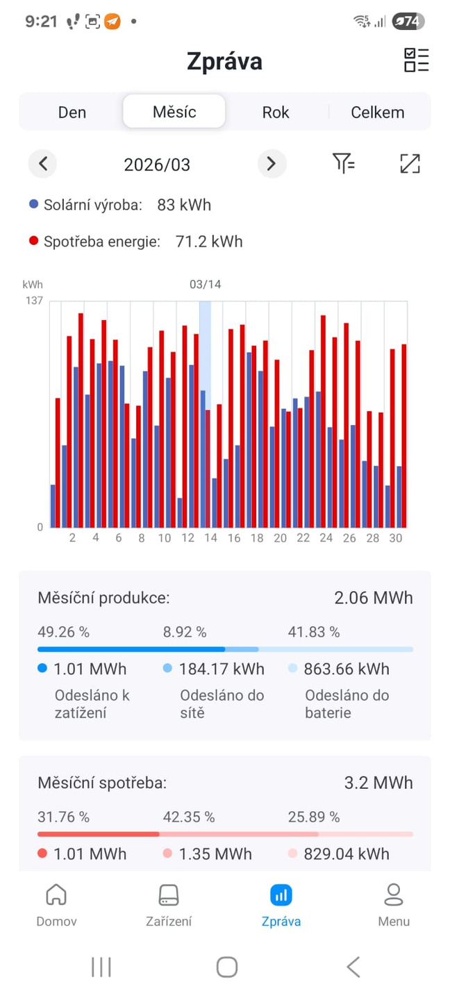 9:21
74
Zpráva
Den Měsíc Rok Celkem
2026/03
Solární výroba: 83 kWh
Spotřeba energie: 71.2 kWh
kWh 03/14
137
0
2 4 6 8 10 12 14 16 18 20 22 24 26 28 30
Měsíční produkce: 2.06 MWh
49.26 % 8.92 % 41.83 %
1.01 MWh 184.17 kWh 863.66 kWh
Odesláno k Odesláno do Odesláno do
zatížení sítě baterie
Měsíční spotřeba: 3.2 MWh
31.76 % 42.35 % 25.89 %
1.01 MWh 1.35 MWh 829.04 kWh
Domov Zařízení Zpráva Menu